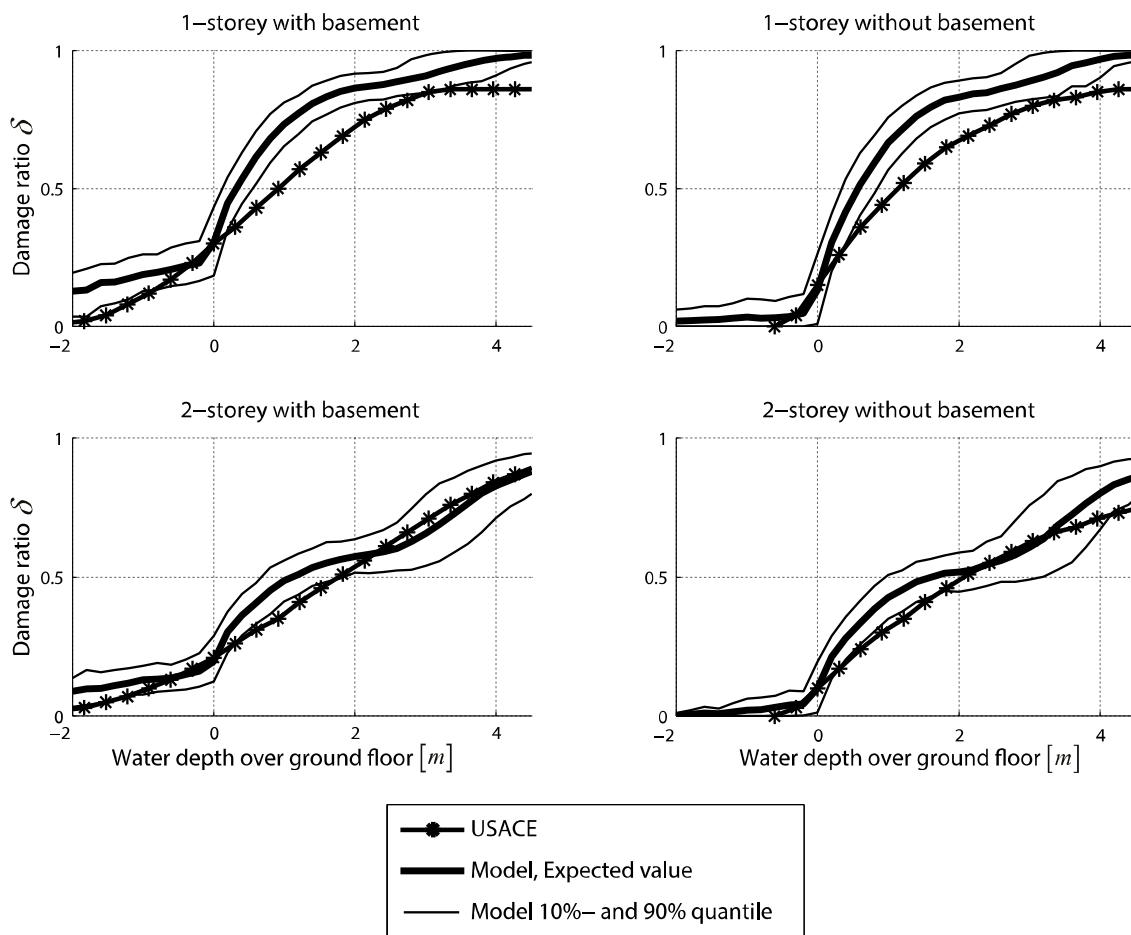 1−storey with basement
1−storey without basement
Damage ratio δ
1
0.5
0
−2
0
2
4
1
0.5
0
−2
0
2
4
2−storey with basement
2−storey without basement
Damage ratio δ
1
0.5
0
−2
0
2
4
Water depth over ground floor [m]
1
0.5
0
−2
0
2
4
Water depth over ground floor [m]
USACE
Model, Expected value
Model 10%− and 90% quantile